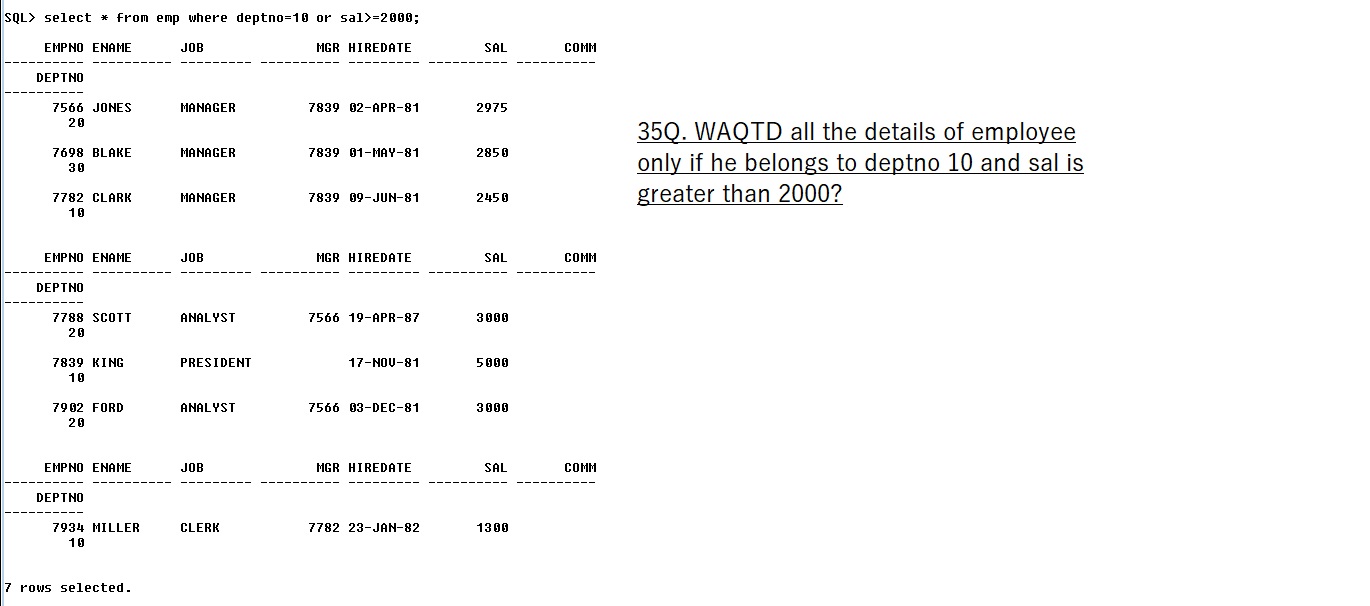 SQL> select * from emp where deptno=10 or sal>=2000;
EMPNO ENAME JOB MGR HIREDATE SAL COMM
---------- ---------- --------- ---------- --------- ---------- ----------
DEPTNO
----------
7566 JONES MANAGER 7839 02-APR-81 2975
20
7698 BLAKE MANAGER 7839 01-MAY-81 2850
30
7782 CLARK MANAGER 7839 09-JUN-81 2450
10
EMPNO ENAME JOB MGR HIREDATE SAL COMM
---------- ---------- --------- ---------- --------- ---------- ----------
DEPTNO
----------
7788 SCOTT ANALYST 7566 19-APR-87 3000
20
7839 KING PRESIDENT 17-NOV-81 5000
10
7902 FORD ANALYST 7566 03-DEC-81 3000
20
EMPNO ENAME JOB MGR HIREDATE SAL COMM
---------- ---------- --------- ---------- --------- ---------- ----------
DEPTNO
----------
7934 MILLER CLERK 7782 23-JAN-82 1300
10
7 rows selected.
35Q. WAQTD all the details of employee
only if he belongs to deptno 10 and sal is
greater than 2000?